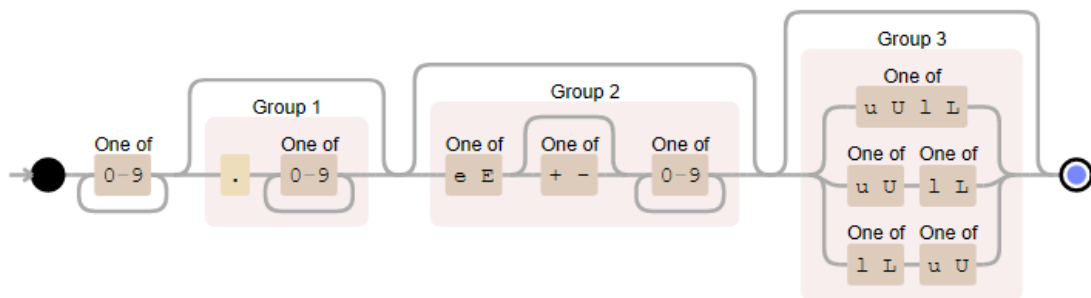 Group 3
One of
Group 1
Group 2
u U l L
One of
One of
One of
One of
One of
One of
One of
0-9
.
0-9
e E
+ -
0-9
u U
l L
One of
One of
l L
u U